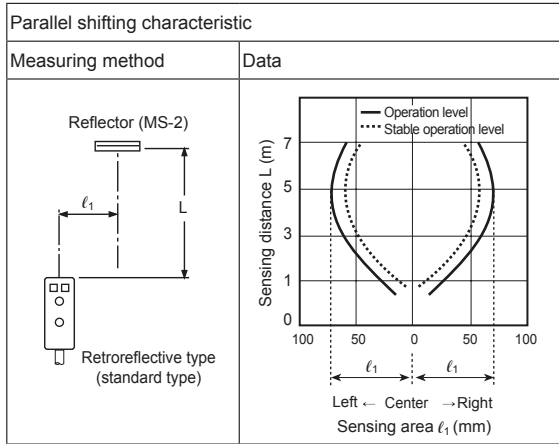 Parallel shifting characteristic
Measuring method
Data
Reflector (MS-2)
ℓ1
L
Retroreflective type
(standard type)
Operation level
Stable operation level
Sensing distance L (m)
7
5
3
1
0
100 50 0 50 100
ℓ1 ℓ1
Left ← Center →Right
Sensing area ℓ1 (mm)